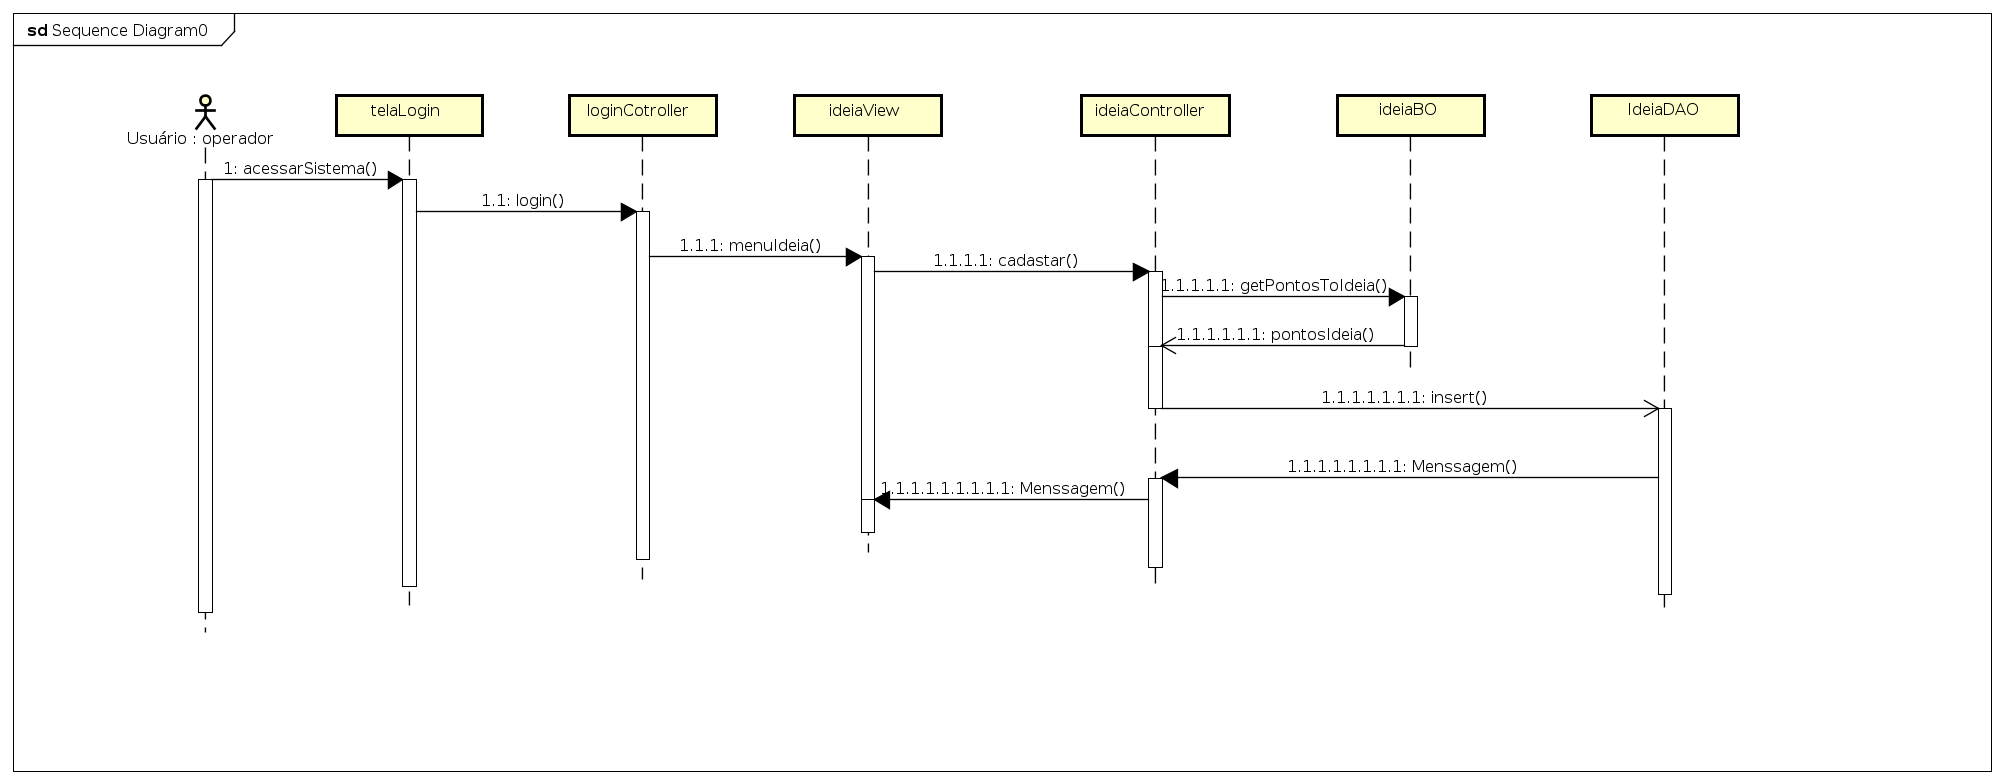 sd Sequence Diagram0
Usuário : operador
telaLogin
loginCotroller
ideiaView
ideiaController
ideiaBO
IdeiaDAO
1: acessarSistema()
1.1: login()
1.1.1: menuIdeia()
1.1.1.1: cadastar()
1.1.1.1.1: getPontosToIdeia()
1.1.1.1.1.1: pontosIdeia()
1.1.1.1.1.1.1: insert()
1.1.1.1.1.1.1.1: Menssagem()
1.1.1.1.1.1.1.1.1: Menssagem()